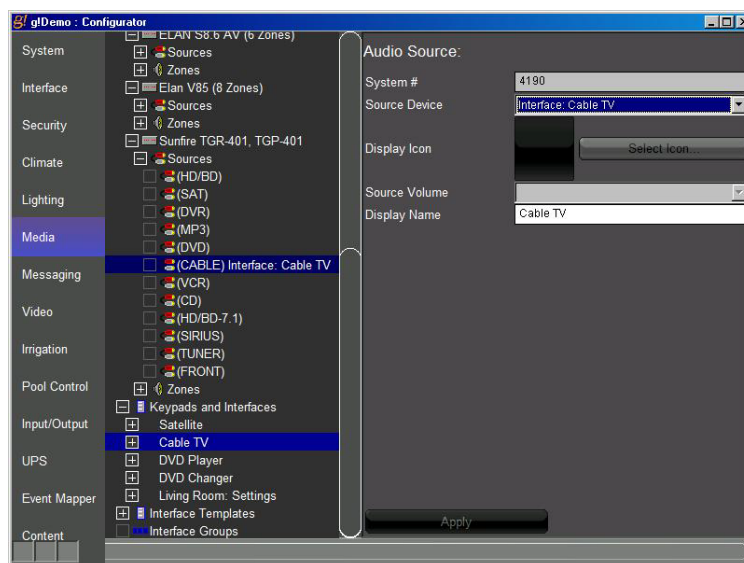 g! g!Demo : Configurator
System
Interface
Security
Climate
Lighting
Media
Messaging
Video
Irrigation
Pool Control
Input/Output
UPS
Event Mapper
Content
ELAN S8.6 AV (6 Zones)
Sources
Zones
Elan V85 (8 Zones)
Sources
Zones
Sunfire TGR-401, TGP-401
Sources
(HD/BD)
(SAT)
(DVR)
(MP3)
(DVD)
(CABLE) Interface: Cable TV
(VCR)
(CD)
(HD/BD-7.1)
(SIRIUS)
(TUNER)
(FRONT)
Zones
Keypads and Interfaces
Satellite
Cable TV
DVD Player
DVD Changer
Living Room: Settings
Interface Templates
Interface Groups
Audio Source:
System # 4190
Source Device Interface: Cable TV
Display Icon Select Icon...
Source Volume
Display Name Cable TV
Apply